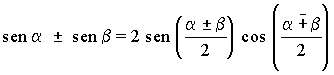 sen α ± sen β = 2 sen ( (α ± β) / 2 ) cos ( (α ∓ β) / 2 )